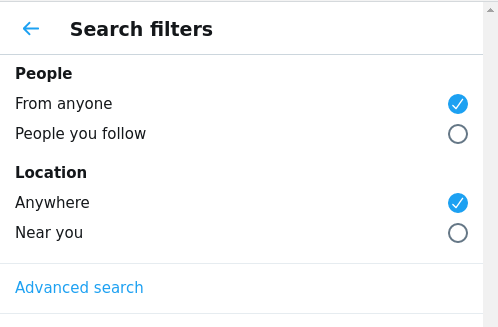 Search filters
People
From anyone
People you follow
Location
Anywhere
Near you
Advanced search